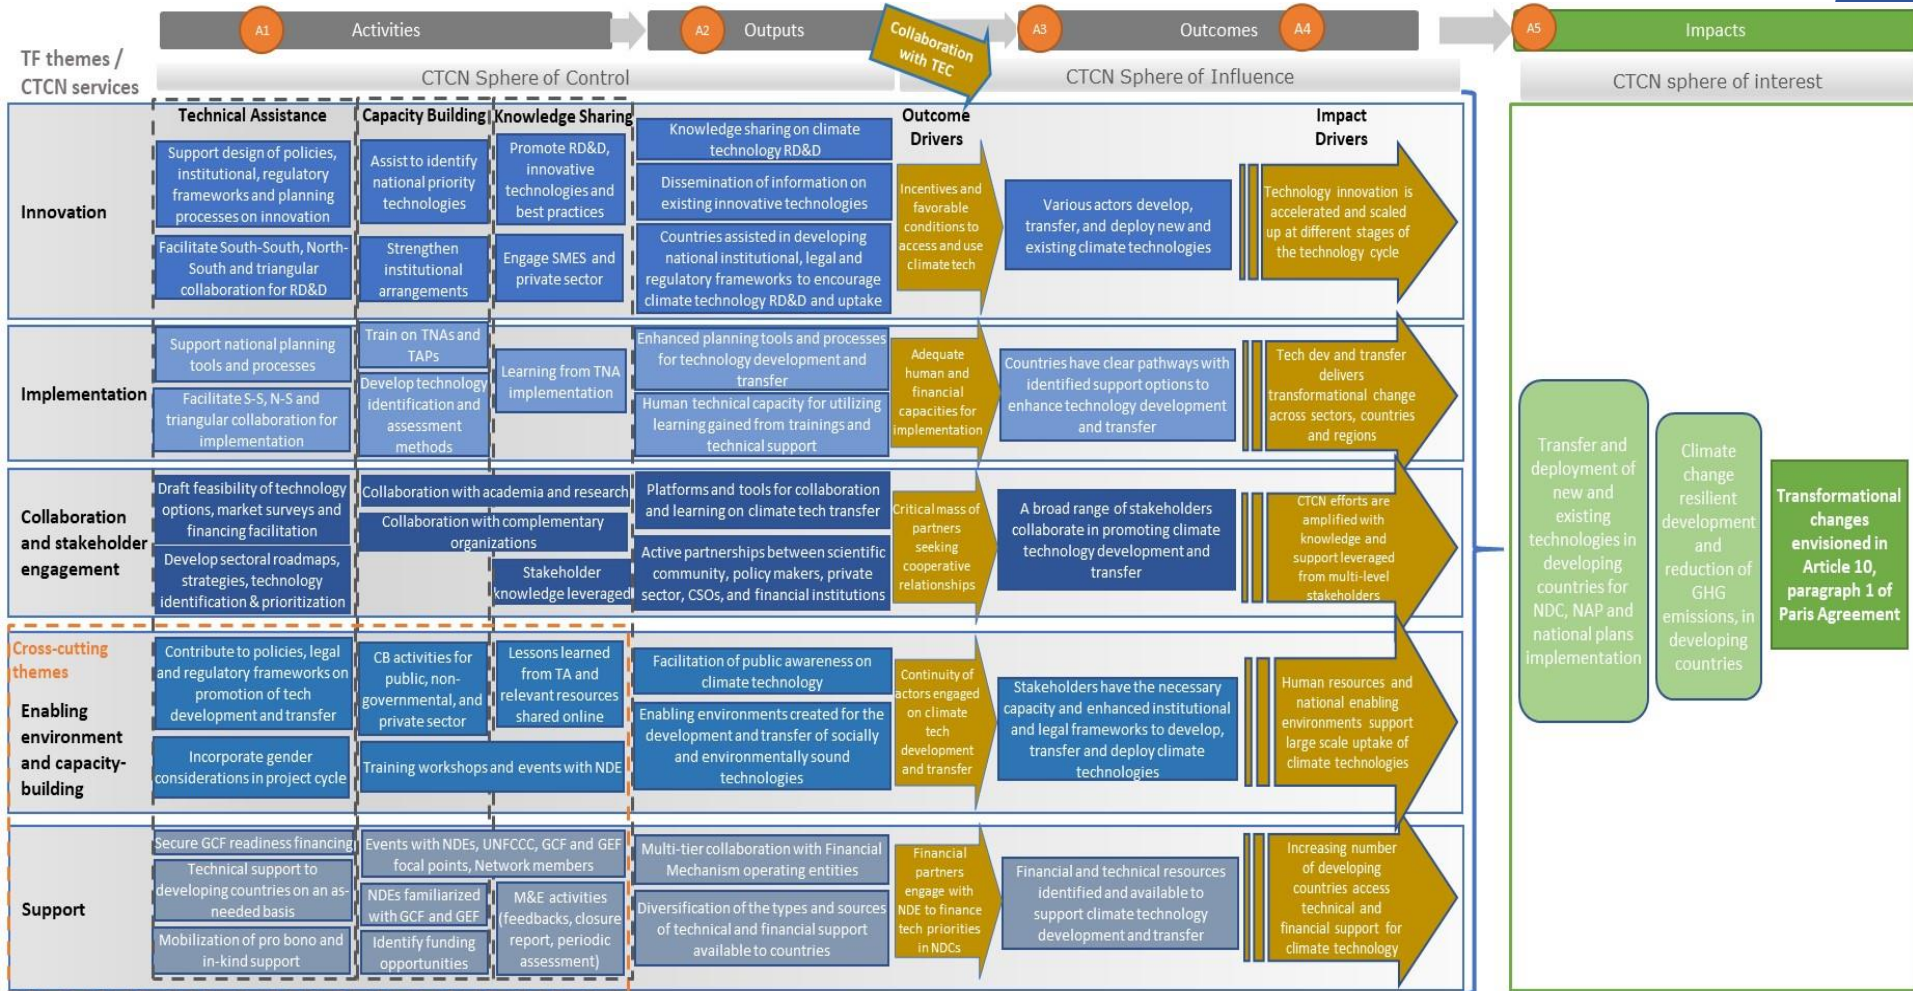 A1
Activities
A2
Outputs
Collaboration
with TEC
A3
Outcomes
A4
A5
Impacts
TF themes /
CTCN services
CTCN Sphere of Control
CTCN Sphere of Influence
CTCN sphere of interest
Technical Assistance
Capacity Building
Knowledge Sharing
Outcome
Drivers
Impact
Drivers
Innovation
Support design of policies,
institutional, regulatory
frameworks and planning
processes on innovation
Facilitate South-South, North-
South and triangular
collaboration for RD&D
Assist to identify
national priority
technologies
Strengthen
institutional
arrangements
Promote RD&D,
innovative
technologies and
best practices
Engage SMES and
private sector
Knowledge sharing on climate
technology RD&D
Dissemination of information on
existing innovative technologies
Countries assisted in developing
national institutional, legal and
regulatory frameworks to encourage
climate technology RD&D and uptake
Incentives and
favorable
conditions to
access and use
climate tech
Various actors develop,
transfer, and deploy new and
existing climate technologies
Technology innovation is
accelerated and scaled
up at different stages of
the technology cycle
Implementation
Support national planning
tools and processes
Facilitate S-S, N-S and
triangular collaboration for
implementation
Train on TNAs and
TAPs
Develop technology
identification and
assessment
methods
Learning from TNA
implementation
Enhanced planning tools and processes
for technology development and
transfer
Human technical capacity for utilizing
learning gained from trainings and
technical support
Adequate
human and
financial
capacities for
implementation
Countries have clear pathways with
identified support options to
enhance technology development
and transfer
Tech dev and transfer
delivers
transformational change
across sectors, countries
and regions
Collaboration
and stakeholder
engagement
Draft feasibility of technology
options, market surveys and
financing facilitation
Develop sectoral roadmaps,
strategies, technology
identification & prioritization
Collaboration with academia and research
Collaboration with complementary
organizations
Stakeholder
knowledge leveraged
Platforms and tools for collaboration
and learning on climate tech transfer
Active partnerships between scientific
community, policy makers, private
sector, CSOs, and financial institutions
Critical mass of
partners
seeking
cooperative
relationships
A broad range of stakeholders
collaborate in promoting climate
technology development and
transfer
CTCN efforts are
amplified with
knowledge and
support leveraged
from multi-level
stakeholders
Cross-cutting
themes
Enabling
environment
and capacity-
building
Contribute to policies, legal
and regulatory frameworks on
promotion of tech
development and transfer
Incorporate gender
considerations in project cycle
CB activities for
public, non-
governmental, and
private sector
Lessons learned
from TA and
relevant resources
shared online
Training workshops and events with NDE
Facilitation of public awareness on
climate technology
Enabling environments created for the
development and transfer of socially
and environmentally sound
technologies
Continuity of
actors engaged
on climate
tech
development
and transfer
Stakeholders have the necessary
capacity and enhanced institutional
and legal frameworks to develop,
transfer and deploy climate
technologies
Human resources and
national enabling
environments support
large scale uptake of
climate technologies
Support
Secure GCF readiness financing
Technical support to
developing countries on an as-
needed basis
Mobilization of pro bono and
in-kind support
Events with NDEs, UNFCCC, GCF and GEF
focal points, Network members
NDEs familiarized
with GCF and GEF
Identify funding
opportunities
M&E activities
(feedbacks, closure
report, periodic
assessment)
Multi-tier collaboration with Financial
Mechanism operating entities
Diversification of the types and sources
of technical and financial support
available to countries
Financial
partners
engage with
NDE to finance
tech priorities
in NDCs
Financial and technical resources
identified and available to
support climate technology
development and transfer
Increasing number
of developing
countries access
technical and
financial support for
climate technology
Transfer and
deployment of
new and
existing
technologies in
developing
countries for
NDC, NAP and
national plans
implementation
Climate
change
resilient
development
and
reduction of
GHG
emissions, in
developing
countries
Transformational
changes
envisioned in
Article 10,
paragraph 1 of
Paris Agreement